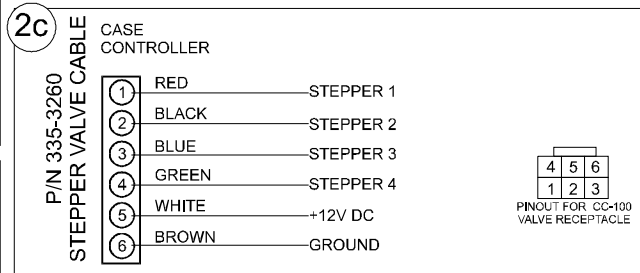 2c
P/N 335-3260
STEPPER VALVE CABLE
CASE
CONTROLLER
1 RED STEPPER 1
2 BLACK STEPPER 2
3 BLUE STEPPER 3
4 GREEN STEPPER 4
5 WHITE +12V DC
6 BROWN GROUND
4 5 6
1 2 3
PINOUT FOR CC-100
VALVE RECEPTACLE